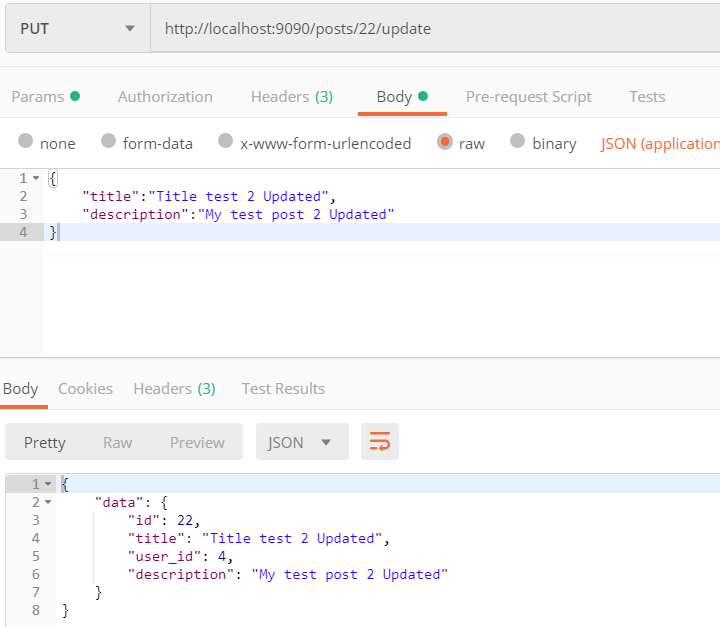 PUT http://localhost:9090/posts/22/update
Params Authorization Headers (3) Body Pre-request Script Tests
none form-data x-www-form-urlencoded raw binary JSON (application
1 {
2 "title":"Title test 2 Updated",
3 "description":"My test post 2 Updated"
4 }
Body Cookies Headers (3) Test Results
Pretty Raw Preview JSON
1 {
2 "data": {
3 "id": 22,
4 "title": "Title test 2 Updated",
5 "user_id": 4,
6 "description": "My test post 2 Updated"
7 }
8 }